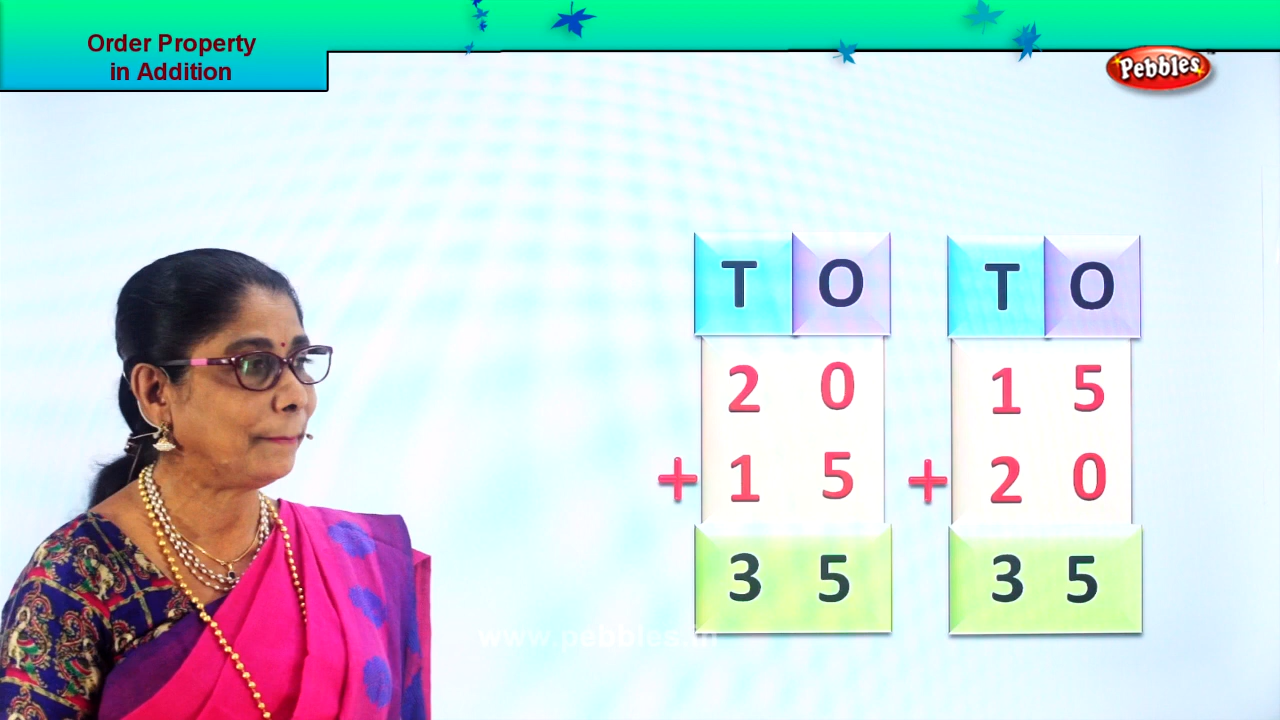 Order Property
in Addition
Pebbles
T O T O
2 0 1 5
+ 1 5 + 2 0
3 5 3 5
www.pebbles.in